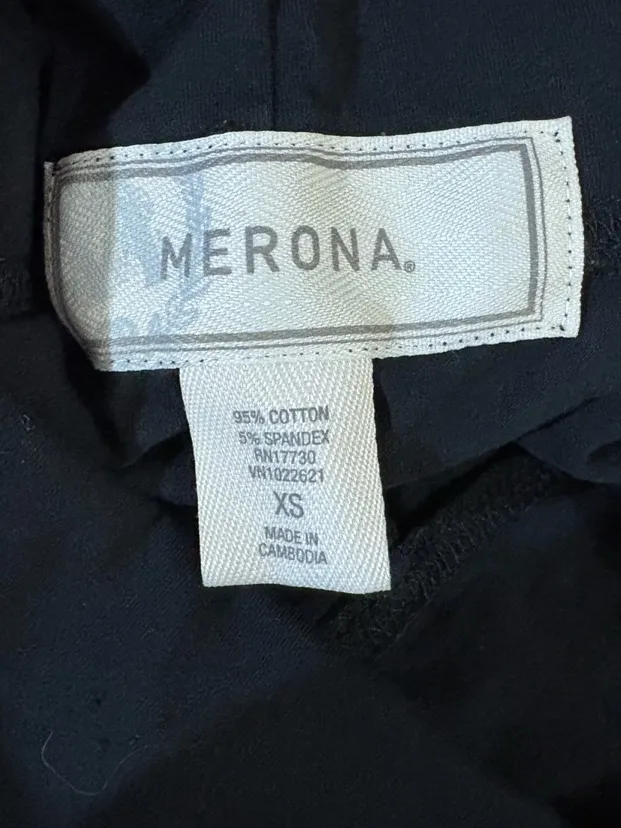 MERONA®
95% COTTON
5% SPANDEX
RN17730
VN1022621
XS
MADE IN
CAMBODIA